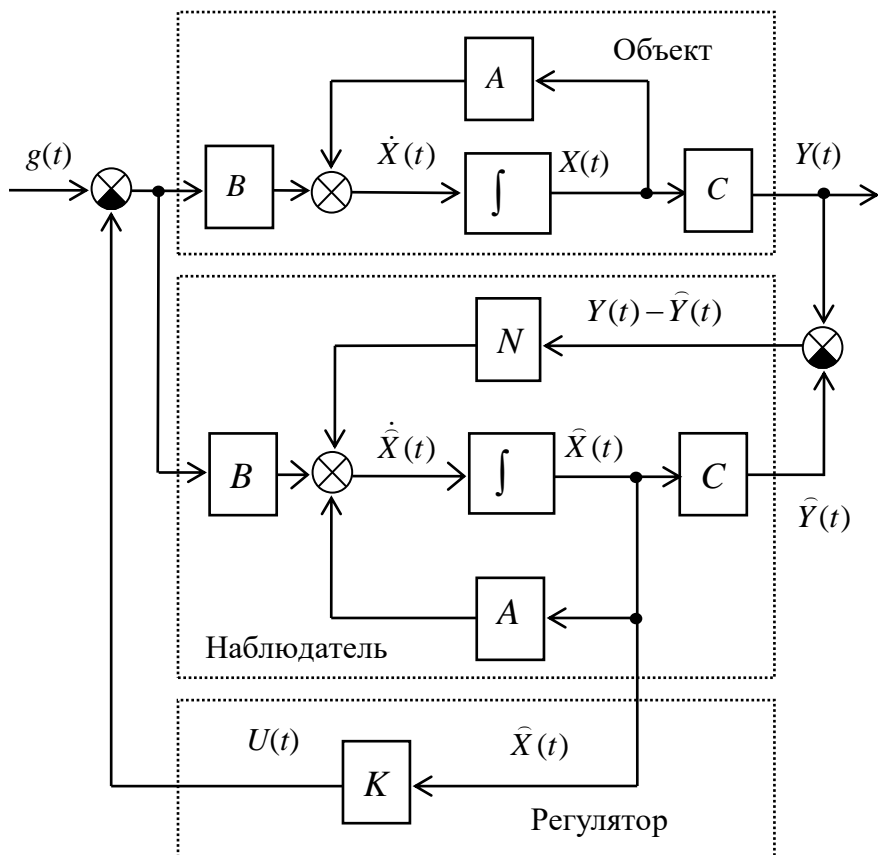 Объект
A
g(t)
Ẋ(t)
X(t)
Y(t)
B
∫
C
N
Y(t) − Ŷ(t)
X̂̇(t)
X̂(t)
B
∫
C
Ŷ(t)
A
Наблюдатель
U(t)
X̂(t)
K
Регулятор